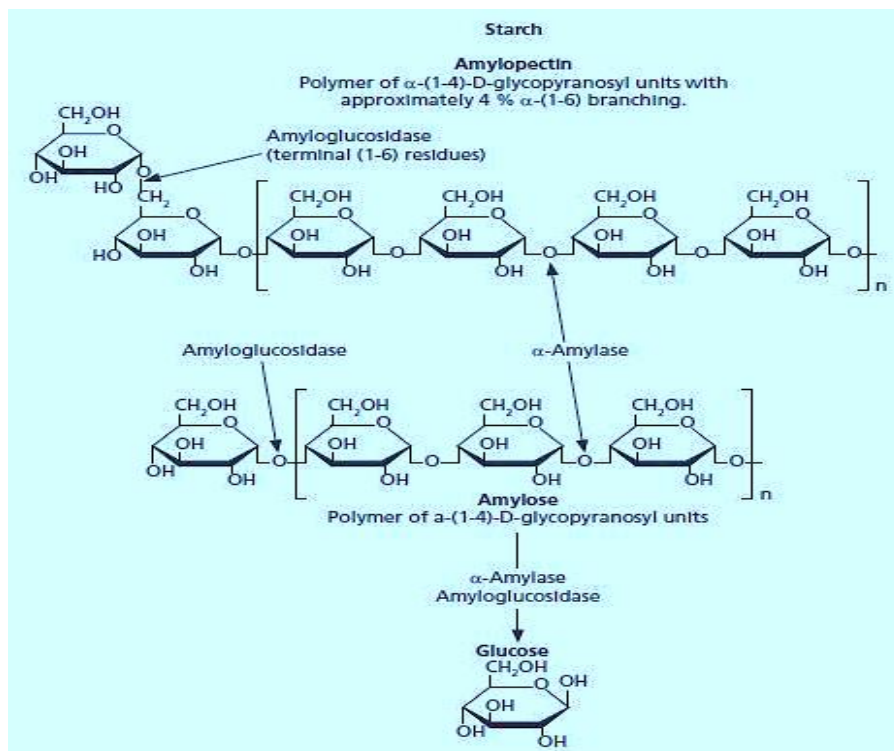 Starch
Amylopectin
Polymer of α-(1-4)-D-glycopyranosyl units with
approximately 4 % α-(1-6) branching.
CH₂OH
O
OH
OH
HO
O
Amyloglucosidase
(terminal (1-6) residues)
CH₂
O
OH
HO
OH
O
CH₂OH
O
OH
OH
O
CH₂OH
O
OH
OH
O
CH₂OH
O
OH
OH
O
CH₂OH
O
OH
OH
O
n
Amyloglucosidase
α-Amylase
CH₂OH
O
OH
OH
OH
O
CH₂OH
O
OH
OH
O
CH₂OH
O
OH
OH
O
CH₂OH
O
OH
OH
O
n
Amylose
Polymer of a-(1-4)-D-glycopyranosyl units
α-Amylase
Amyloglucosidase
Glucose
CH₂OH
O
OH
OH
OH
OH